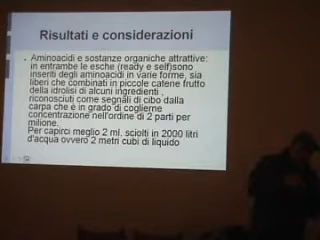 Risultati e considerazioni
Aminoacidi e sostanze organiche attrattive:
in entrambe le esche (ready e self)sono
inseriti degli aminoacidi in varie forme, sia
liberi che combinati in piccole catene frutto
della idrolisi di alcuni ingredienti ,
riconosciuti come segnali di cibo dalla
carpa che è in grado di coglierne
concentrazione nell'ordine di 2 parti per
milione.
Per capirci meglio 2 ml. sciolti in 2000 litri
d'acqua ovvero 2 metri cubi di liquido